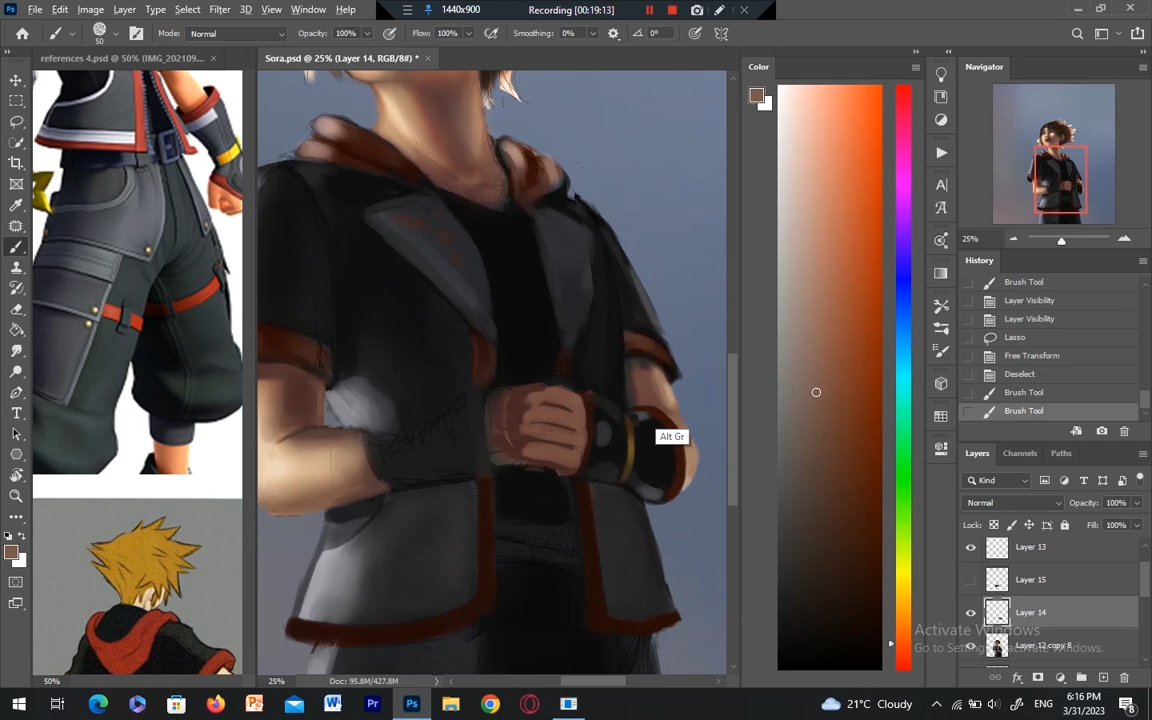 File Edit Image Layer Type Select Filter 3D View Window Help
1440x900 Recording [00:19:13]
50 Mode: Normal Opacity: 100% Flow: 100% Smoothing: 0% 0°
references 4.psd @ 50% (IMG_202109... × Sora.psd @ 25% (Layer 14, RGB/8#) * ×
Color
Navigator
25%
History
Brush Tool
Layer Visibility
Layer Visibility
Lasso
Free Transform
Deselect
Brush Tool
Brush Tool
Alt Gr
Layers Channels Paths
Kind
Normal Opacity: 100%
Lock: Fill: 100%
Layer 13
Layer 15
Layer 14
Layer 12 copy 8
Activate Windows
Go to Settings to activate Windows.
50%
25% Doc: 95.8M/427.8M
21°C Cloudy
ENG
6:16 PM
3/31/2023
8